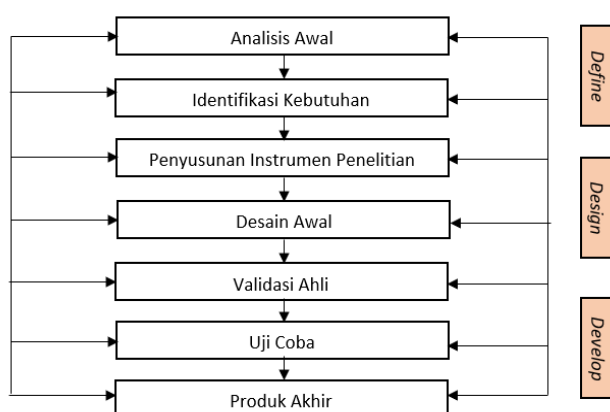 Analisis Awal
Define
Identifikasi Kebutuhan
Penyusunan Instrumen Penelitian
Design
Desain Awal
Validasi Ahli
Uji Coba
Develop
Produk Akhir